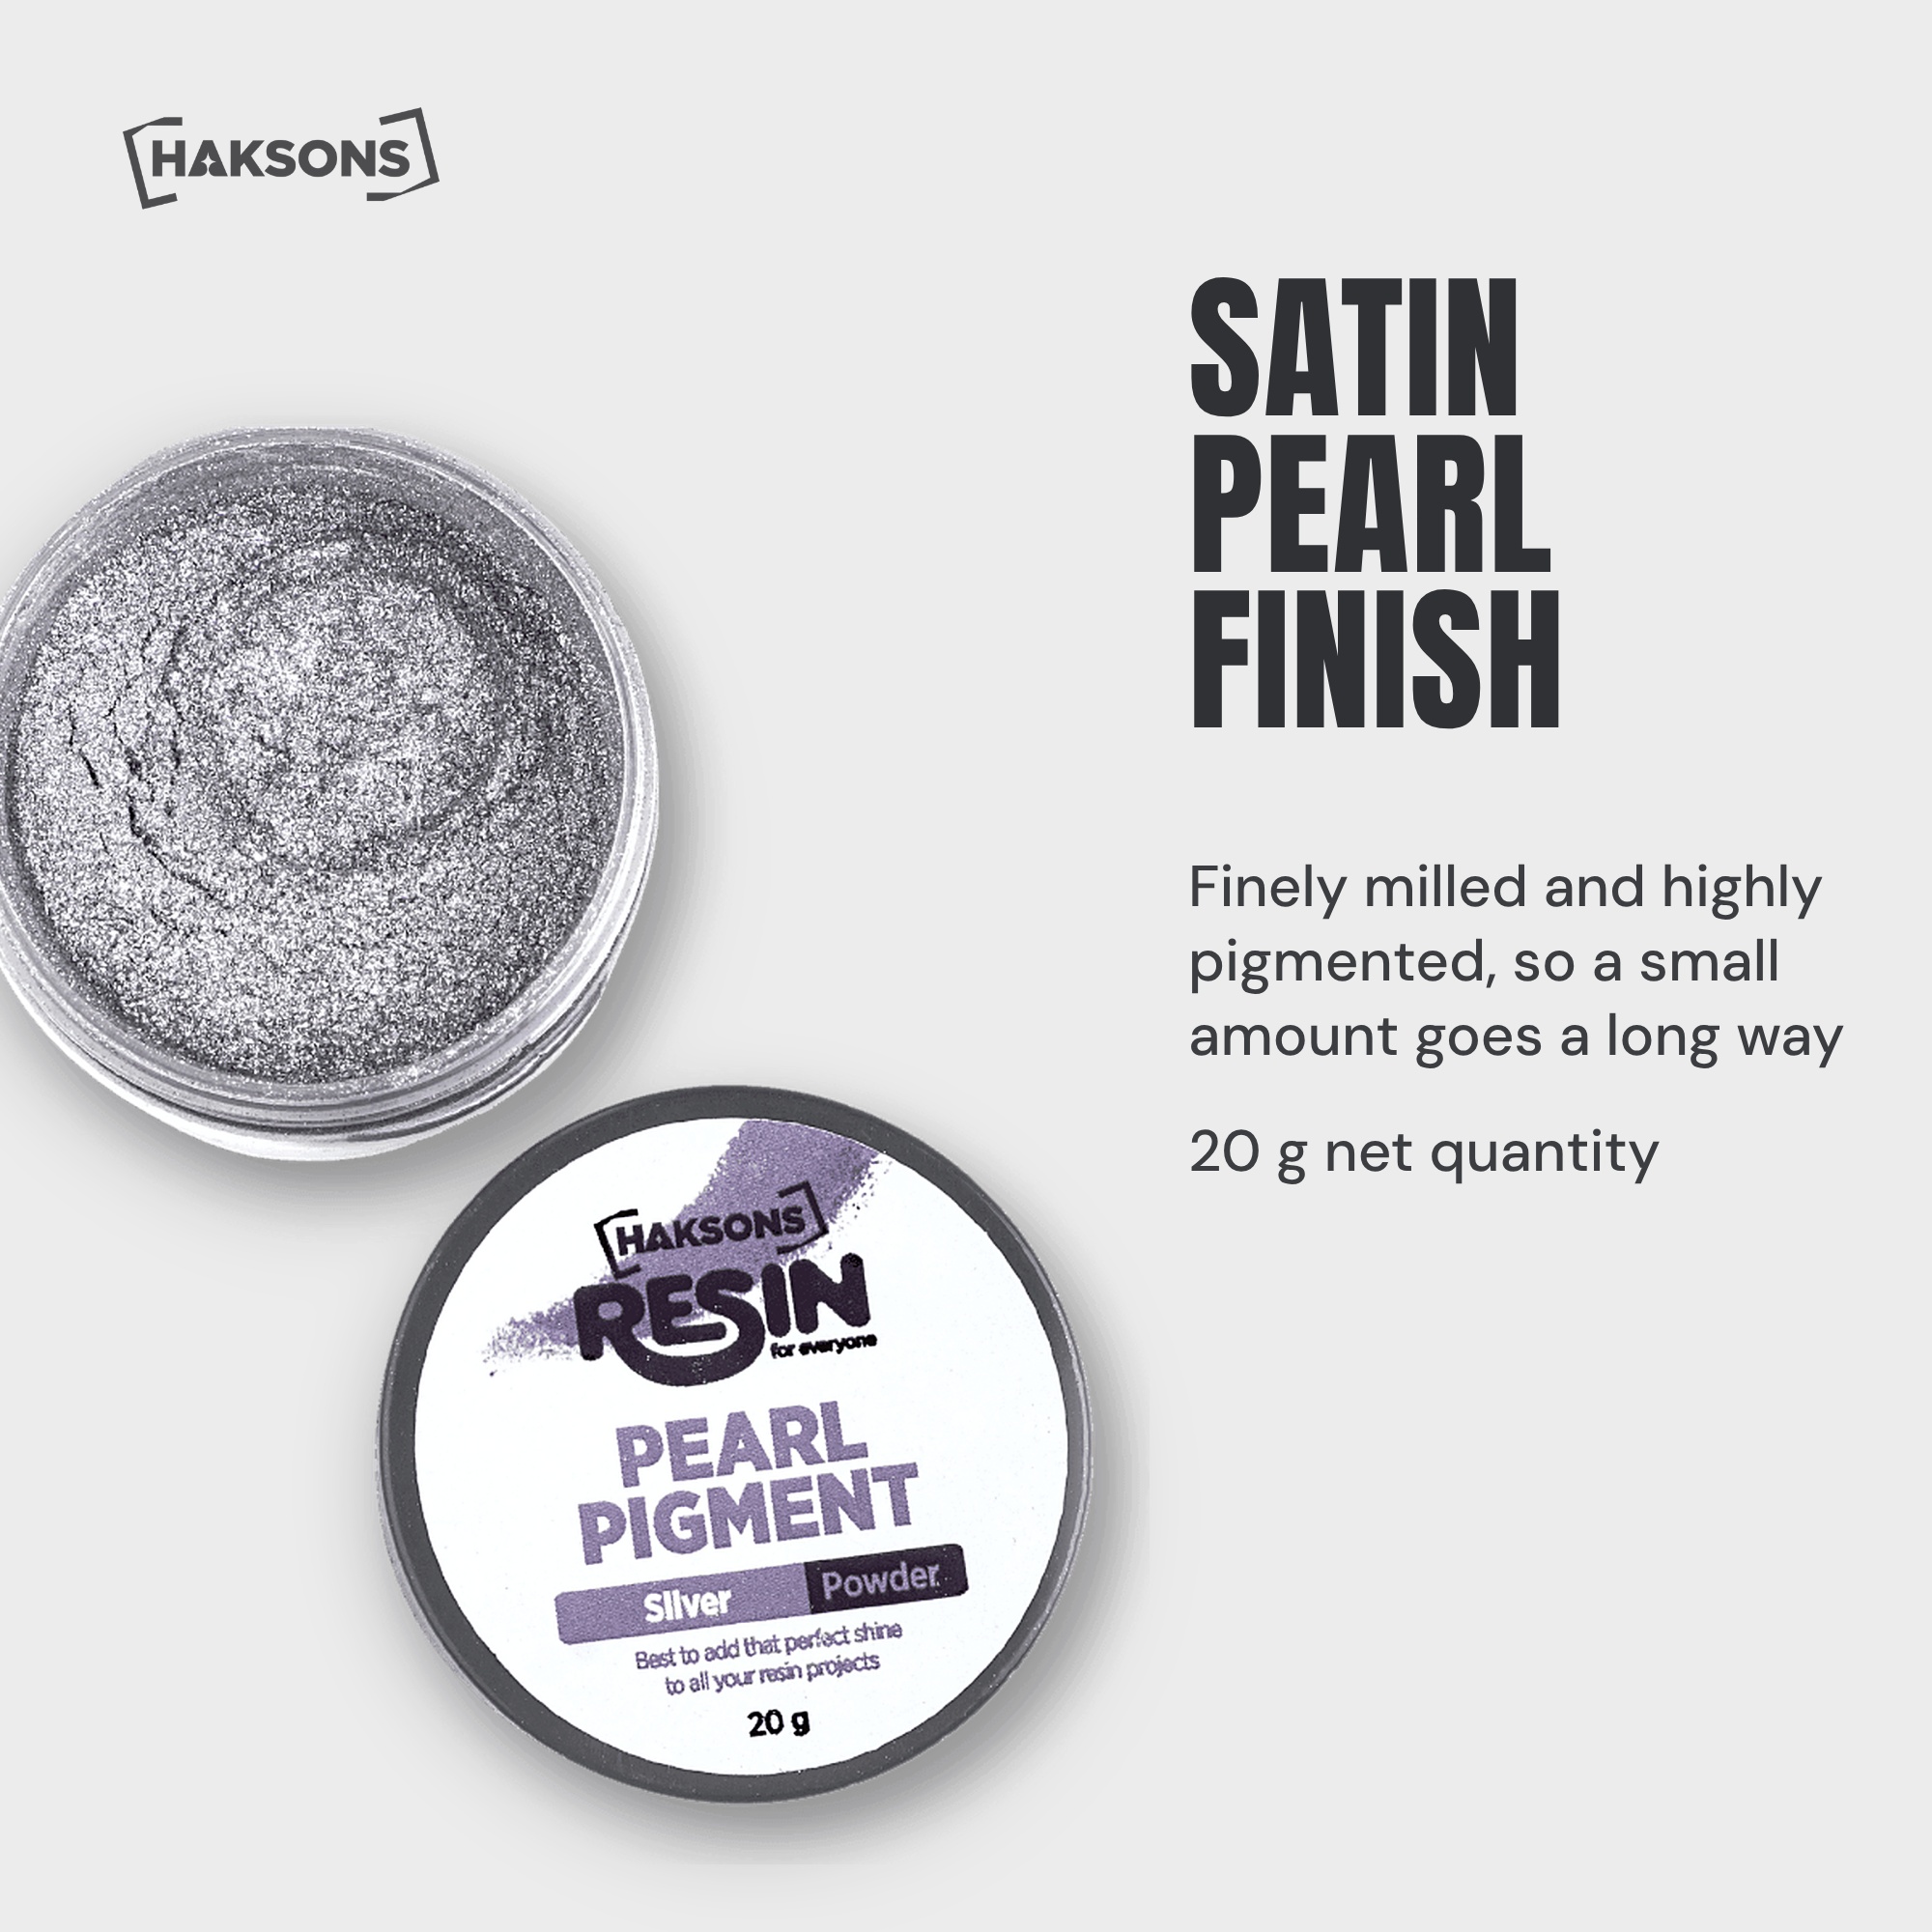 HAKSONS
SATIN
PEARL
FINISH
Finely milled and highly
pigmented, so a small
amount goes a long way
20 g net quantity
HAKSONS
RESIN
for everyone
PEARL
PIGMENT
Silver Powder
Best to add that perfect shine
to all your resin projects
20 g